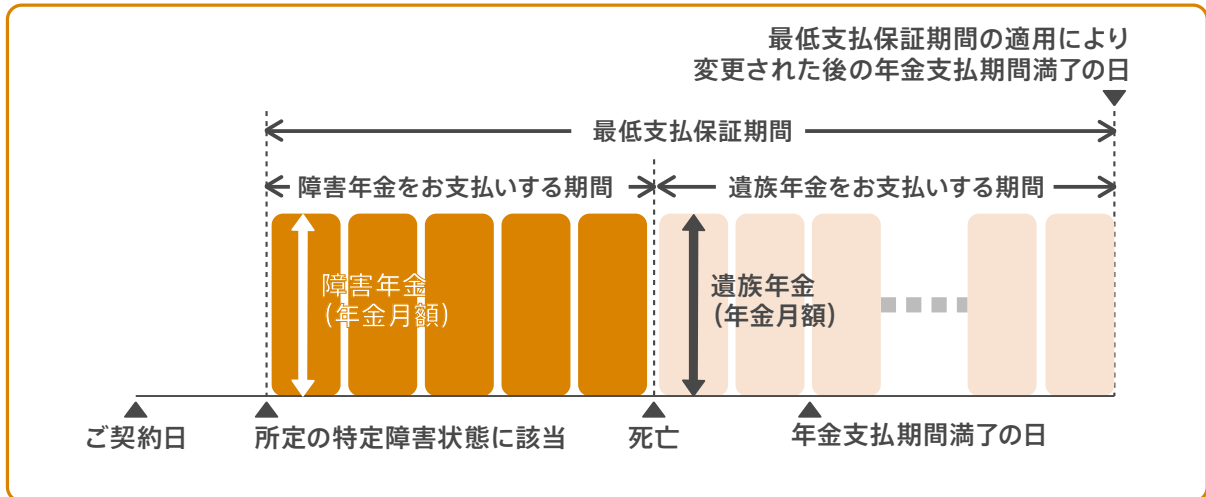 最低支払保証期間の適用により
変更された後の年金支払期間満了の日
最低支払保証期間
障害年金をお支払いする期間
遺族年金をお支払いする期間
障害年金
(年金月額)
遺族年金
(年金月額)
ご契約日
所定の特定障害状態に該当
死亡
年金支払期間満了の日